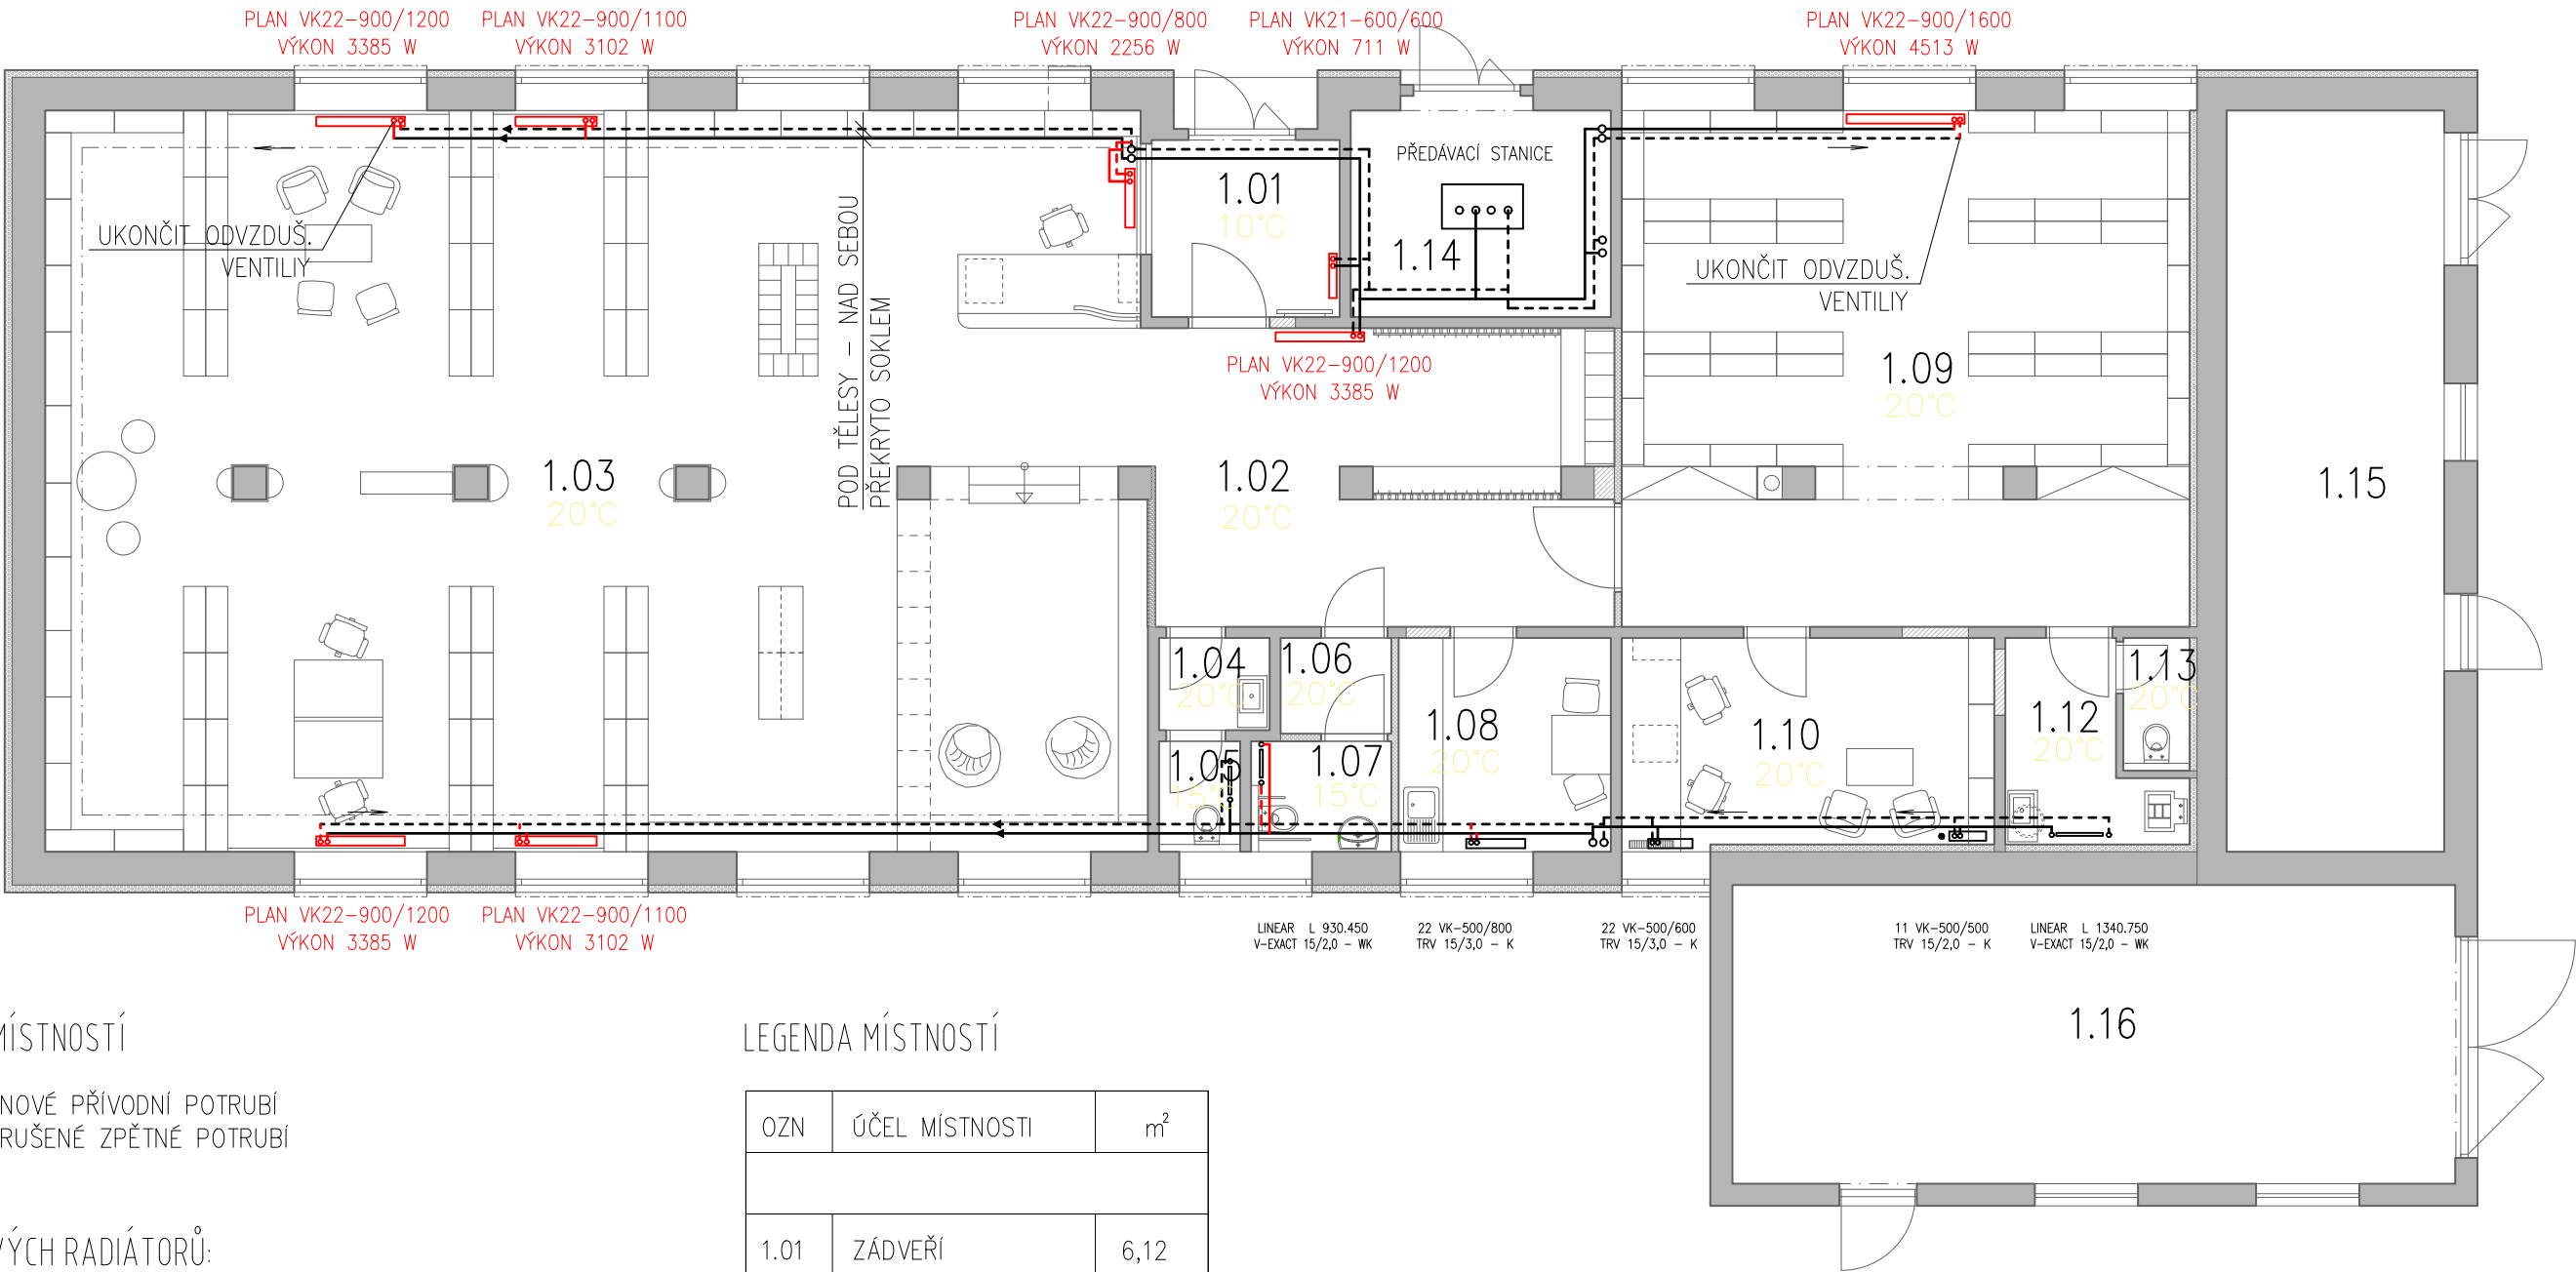 PLAN VK22-900/1200
VÝKON 3385 W
PLAN VK22-900/1100
VÝKON 3102 W
PLAN VK22-900/800
VÝKON 2256 W
PLAN VK21-600/600
VÝKON 711 W
PLAN VK22-900/1600
VÝKON 4513 W
UKONČIT ODVZDUŠ.
VENTILIY
POD TĚLESY - NAD SEBOU
PŘEKRYTO SOKLEM
1.01
10°C
PŘEDÁVACÍ STANICE
1.14
UKONČIT ODVZDUŠ.
VENTILIY
PLAN VK22-900/1200
VÝKON 3385 W
1.09
20°C
1.03
20°C
1.02
20°C
1.15
1.04
20°C
1.06
20°C
1.13
20°C
1.05
15°C
1.07
15°C
1.08
20°C
1.10
20°C
1.12
20°C
PLAN VK22-900/1200
VÝKON 3385 W
PLAN VK22-900/1100
VÝKON 3102 W
LINEAR L 930.450
V-EXACT 15/2,0 - WK
22 VK-500/800
TRV 15/3,0 - K
22 VK-500/600
TRV 15/3,0 - K
11 VK-500/500
TRV 15/2,0 - K
LINEAR L 1340.750
V-EXACT 15/2,0 - WK
1.16
MÍSTNOSTÍ
NOVÉ PŘÍVODNÍ POTRUBÍ
RUŠENÉ ZPĚTNÉ POTRUBÍ
VÝCH RADIÁTORŮ:
LEGENDA MÍSTNOSTÍ
OZN ÚČEL MÍSTNOSTI m²
1.01 ZÁDVEŘÍ 6,12